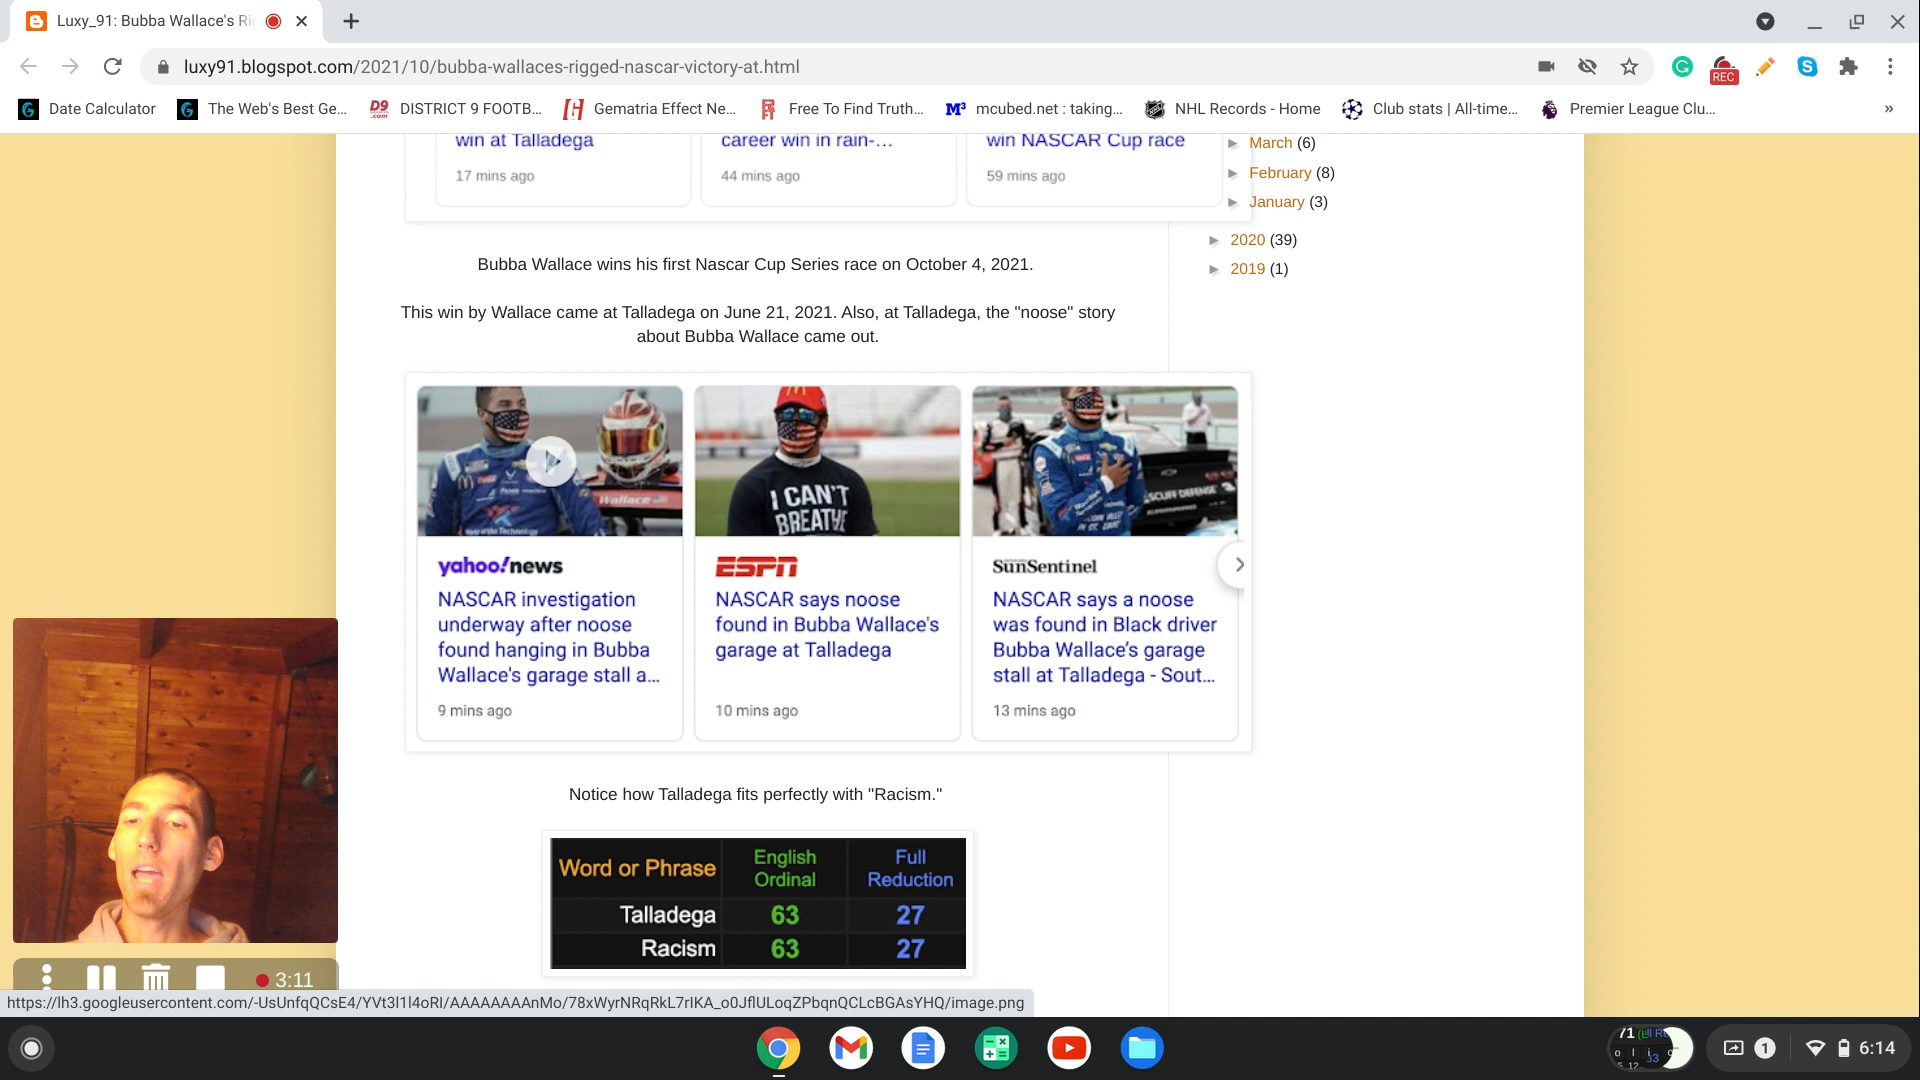 Luxy_91: Bubba Wallace's Ri
luxy91.blogspot.com/2021/10/bubba-wallaces-rigged-nascar-victory-at.html
REC
Date Calculator
The Web's Best Ge...
D9 .com DISTRICT 9 FOOTB...
Gematria Effect Ne...
Free To Find Truth...
M³ mcubed.net : taking...
NHL Records - Home
Club stats | All-time...
Premier League Clu...
»
win at Talladega
17 mins ago
career win in rain-...
44 mins ago
win NASCAR Cup race
59 mins ago
March (6)
February (8)
January (3)
2020 (39)
2019 (1)
Bubba Wallace wins his first Nascar Cup Series race on October 4, 2021.
This win by Wallace came at Talladega on June 21, 2021. Also, at Talladega, the "noose" story
about Bubba Wallace came out.
Wallace
I CAN'T
BREATHE
SCUFF DEFENSE
yahoo!news
NASCAR investigation
underway after noose
found hanging in Bubba
Wallace's garage stall a...
9 mins ago
ESPN
NASCAR says noose
found in Bubba Wallace's
garage at Talladega
10 mins ago
SunSentinel
NASCAR says a noose
was found in Black driver
Bubba Wallace's garage
stall at Talladega - Sout...
13 mins ago
Notice how Talladega fits perfectly with "Racism."
Word or Phrase English Ordinal Full Reduction
Talladega 63 27
Racism 63 27
3:11
71
33
1
6:14